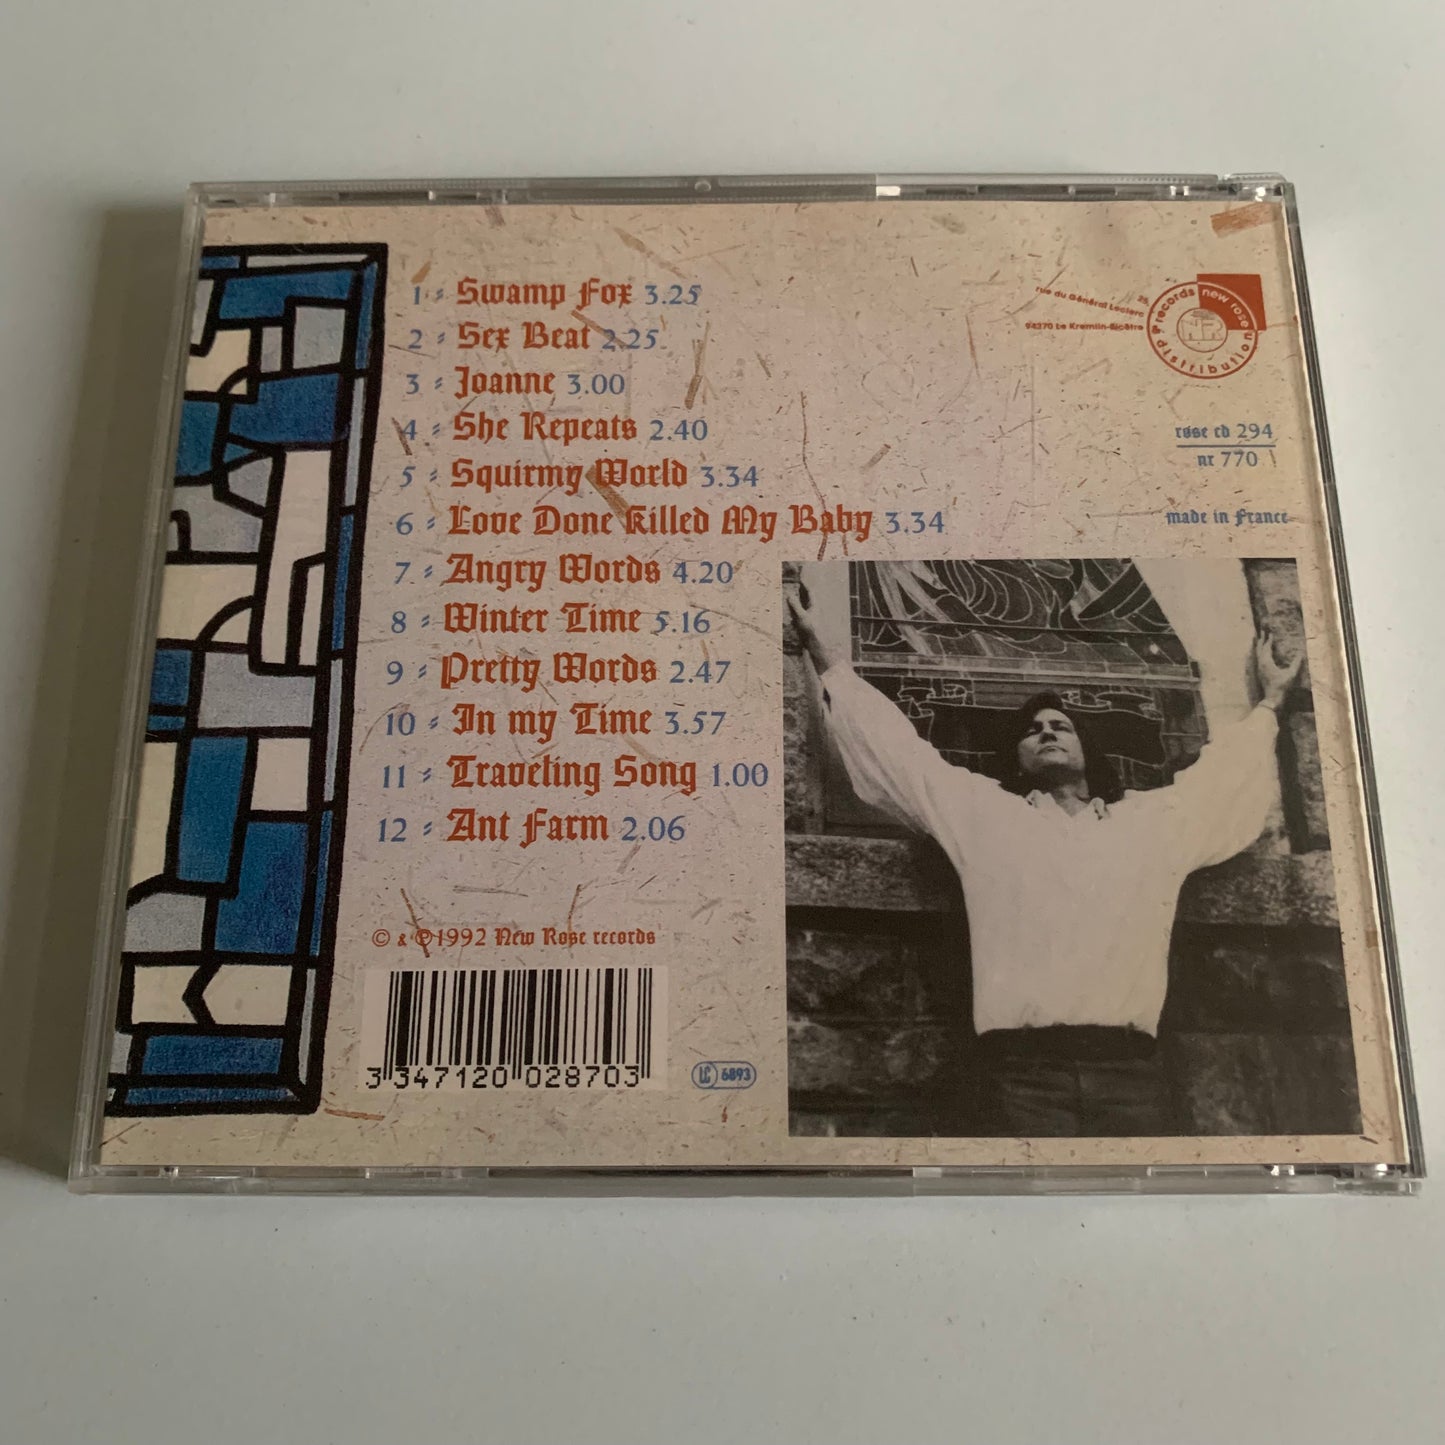 1 : Swamp Fox 3.25
2 : Sex Beat 2.25
3 : Joanne 3.00
4 : She Repeats 2.40
5 : Squirmy World 3.34
6 : Love Done Killed My Baby 3.34
7 : Angry Words 4.20
8 : Winter Time 5.16
9 : Pretty Words 2.47
10 : In my Time 3.57
11 : Traveling Song 1.00
12 : Ant Farm 2.06
© & ℗1992 New Rose records
3 347120 028703
LC 6893
25,
rue du Général Leclerc
94270 Le Kremlin-Bicêtre
records new rose
distribution
rose cd 294
nr 770
made in France